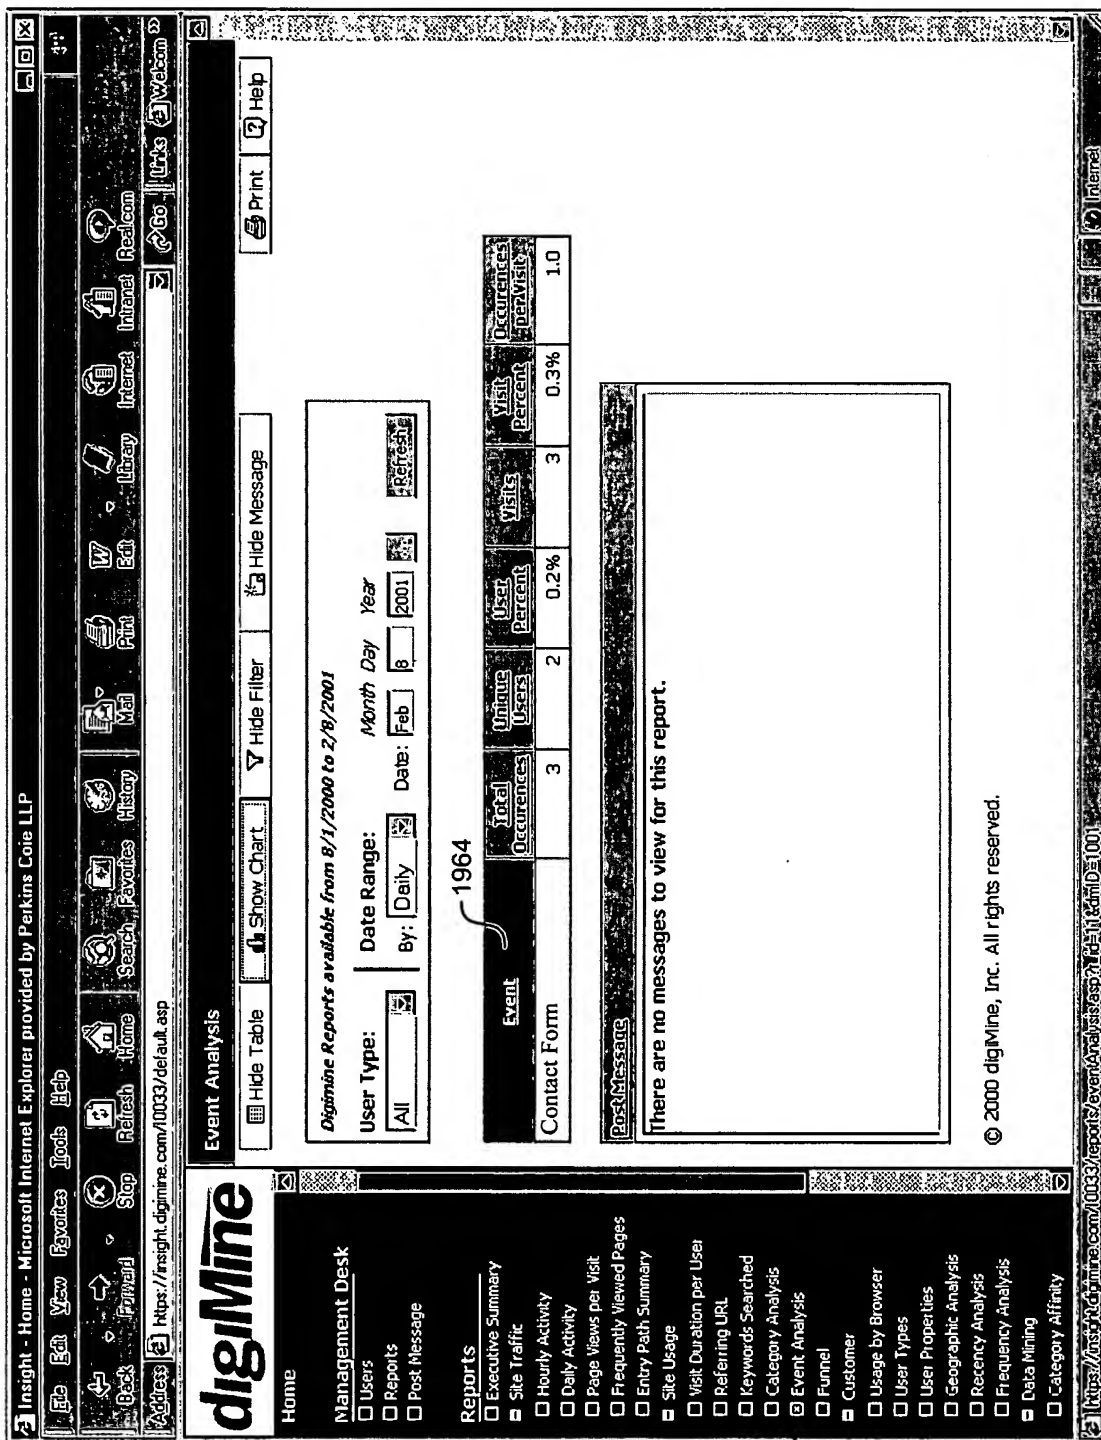 Insight - Home - Microsoft Internet Explorer provided by Perkins Coie LLP
File Edit View Favorites Tools Help
Back Forward Stop Refresh Home Search Favorites History Mail Print Edit Library Internet Intranet Real.com
Address https://insight.digimine.com/10033/default.asp Go Links Welcom »
digiMine
Home
Management Desk
Users
Reports
Post Message
Reports
Executive Summary
Site Traffic
Hourly Activity
Daily Activity
Page Views per Visit
Frequently Viewed Pages
Entry Path Summary
Site Usage
Visit Duration per User
Referring URL
Keywords Searched
Category Analysis
Event Analysis
Funnel
Customer
Usage by Browser
User Types
User Properties
Geographic Analysis
Recency Analysis
Frequency Analysis
Data Mining
Category Affinity
Event Analysis
Hide Table Show Chart Hide Filter Hide Message Print Help
Digimine Reports available from 8/1/2000 to 2/8/2001
User Type: Date Range: Month Day Year
All By: Daily Date: Feb 8 2001 Refresh
1964
Event Total Occurences Unique Users User Percent Visits Visit Percent Occurences per Visit
Contact Form 3 2 0.2% 3 0.3% 1.0
Post Message
There are no messages to view for this report.
© 2000 digiMine, Inc. All rights reserved.
Internet